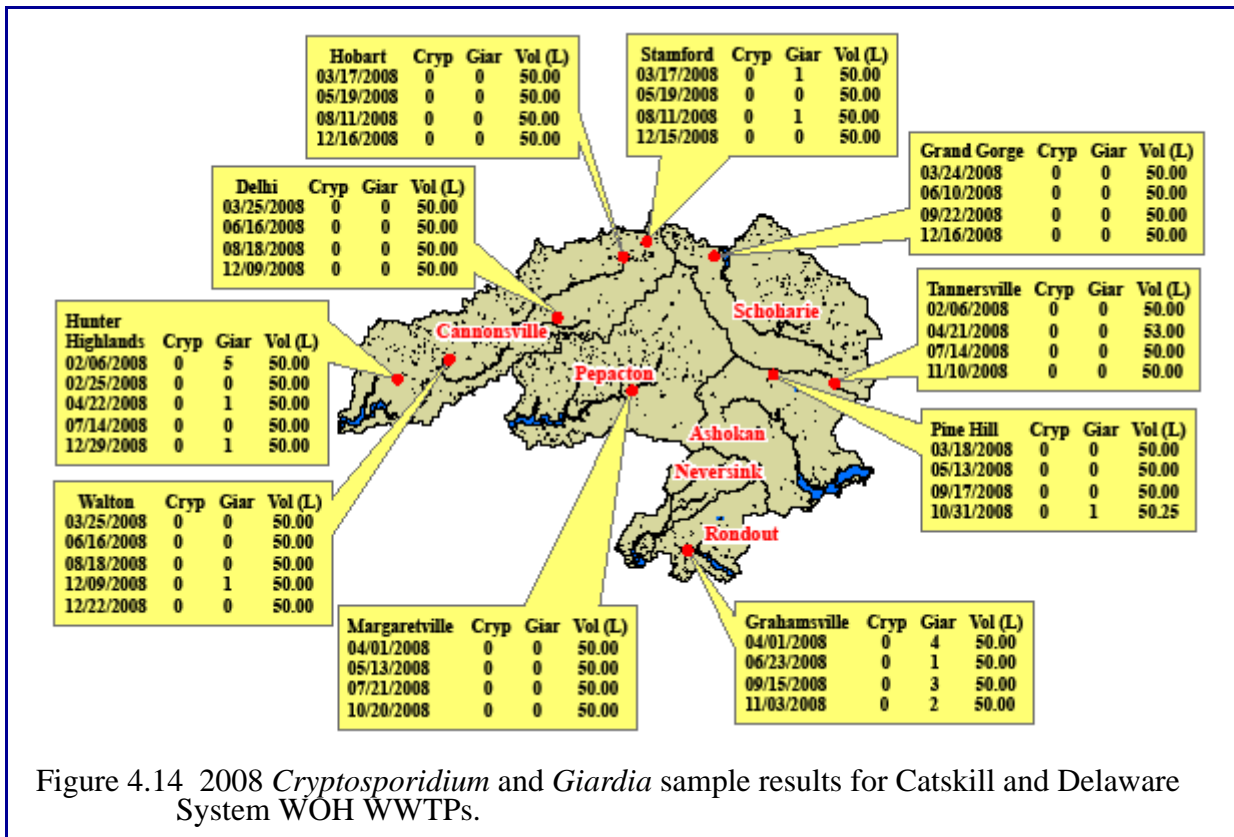 Hobart Cryp Giar Vol (L)
03/17/2008 0 0 50.00
05/19/2008 0 0 50.00
08/11/2008 0 0 50.00
12/16/2008 0 0 50.00
Stamford Cryp Giar Vol (L)
03/17/2008 0 1 50.00
05/19/2008 0 0 50.00
08/11/2008 0 1 50.00
12/15/2008 0 0 50.00
Grand Gorge Cryp Giar Vol (L)
03/24/2008 0 0 50.00
06/10/2008 0 0 50.00
09/22/2008 0 0 50.00
12/16/2008 0 0 50.00
Delhi Cryp Giar Vol (L)
03/25/2008 0 0 50.00
06/16/2008 0 0 50.00
08/18/2008 0 0 50.00
12/09/2008 0 0 50.00
Tannersville Cryp Giar Vol (L)
02/06/2008 0 0 50.00
04/21/2008 0 0 53.00
07/14/2008 0 0 50.00
11/10/2008 0 0 50.00
Hunter
Highlands Cryp Giar Vol (L)
02/06/2008 0 5 50.00
02/25/2008 0 0 50.00
04/22/2008 0 1 50.00
07/14/2008 0 0 50.00
12/29/2008 0 1 50.00
Schoharie
Cannonsville
Pepacton
Ashokan
Neversink
Rondout
Pine Hill Cryp Giar Vol (L)
03/18/2008 0 0 50.00
05/13/2008 0 0 50.00
09/17/2008 0 0 50.00
10/31/2008 0 1 50.25
Walton Cryp Giar Vol (L)
03/25/2008 0 0 50.00
06/16/2008 0 0 50.00
08/18/2008 0 0 50.00
12/09/2008 0 1 50.00
12/22/2008 0 0 50.00
Margaretville Cryp Giar Vol (L)
04/01/2008 0 0 50.00
05/13/2008 0 0 50.00
07/21/2008 0 0 50.00
10/20/2008 0 0 50.00
Grahamsville Cryp Giar Vol (L)
04/01/2008 0 4 50.00
06/23/2008 0 1 50.00
09/15/2008 0 3 50.00
11/03/2008 0 2 50.00
Figure 4.14 2008 Cryptosporidium and Giardia sample results for Catskill and Delaware
System WOH WWTPs.